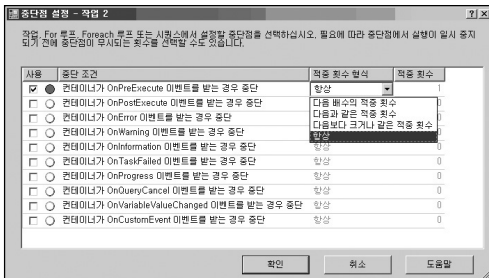 중단점 설정 - 작업 2
작업, For 루프, Foreach 루프 또는 시퀀스에서 설정할 중단점을 선택하십시오. 필요에 따라 중단점에서 실행이 일시 중지
되기 전에 중단점이 무시되는 횟수를 선택할 수도 있습니다.
사용 중단 조건 적중 횟수 형식 적중 횟수
컨테이너가 OnPreExecute 이벤트를 받는 경우 중단 항상 1
컨테이너가 OnPostExecute 이벤트를 받는 경우 중단 다음 배수의 적중 횟수 0
컨테이너가 OnError 이벤트를 받는 경우 중단 다음과 같은 적중 횟수
다음보다 크거나 같은 적중 횟수
컨테이너가 OnWarning 이벤트를 받는 경우 중단 항상 0
컨테이너가 OnInformation 이벤트를 받는 경우 중단 항상 0
컨테이너가 OnTaskFailed 이벤트를 받는 경우 중단 항상 0
컨테이너가 OnProgress 이벤트를 받는 경우 중단 항상 0
컨테이너가 OnQueryCancel 이벤트를 받는 경우 중단 항상 0
컨테이너가 OnVariableValueChanged 이벤트를 받는 경우 중단 항상 0
컨테이너가 OnCustomEvent 이벤트를 받는 경우 중단 항상 0
확인 취소 도움말